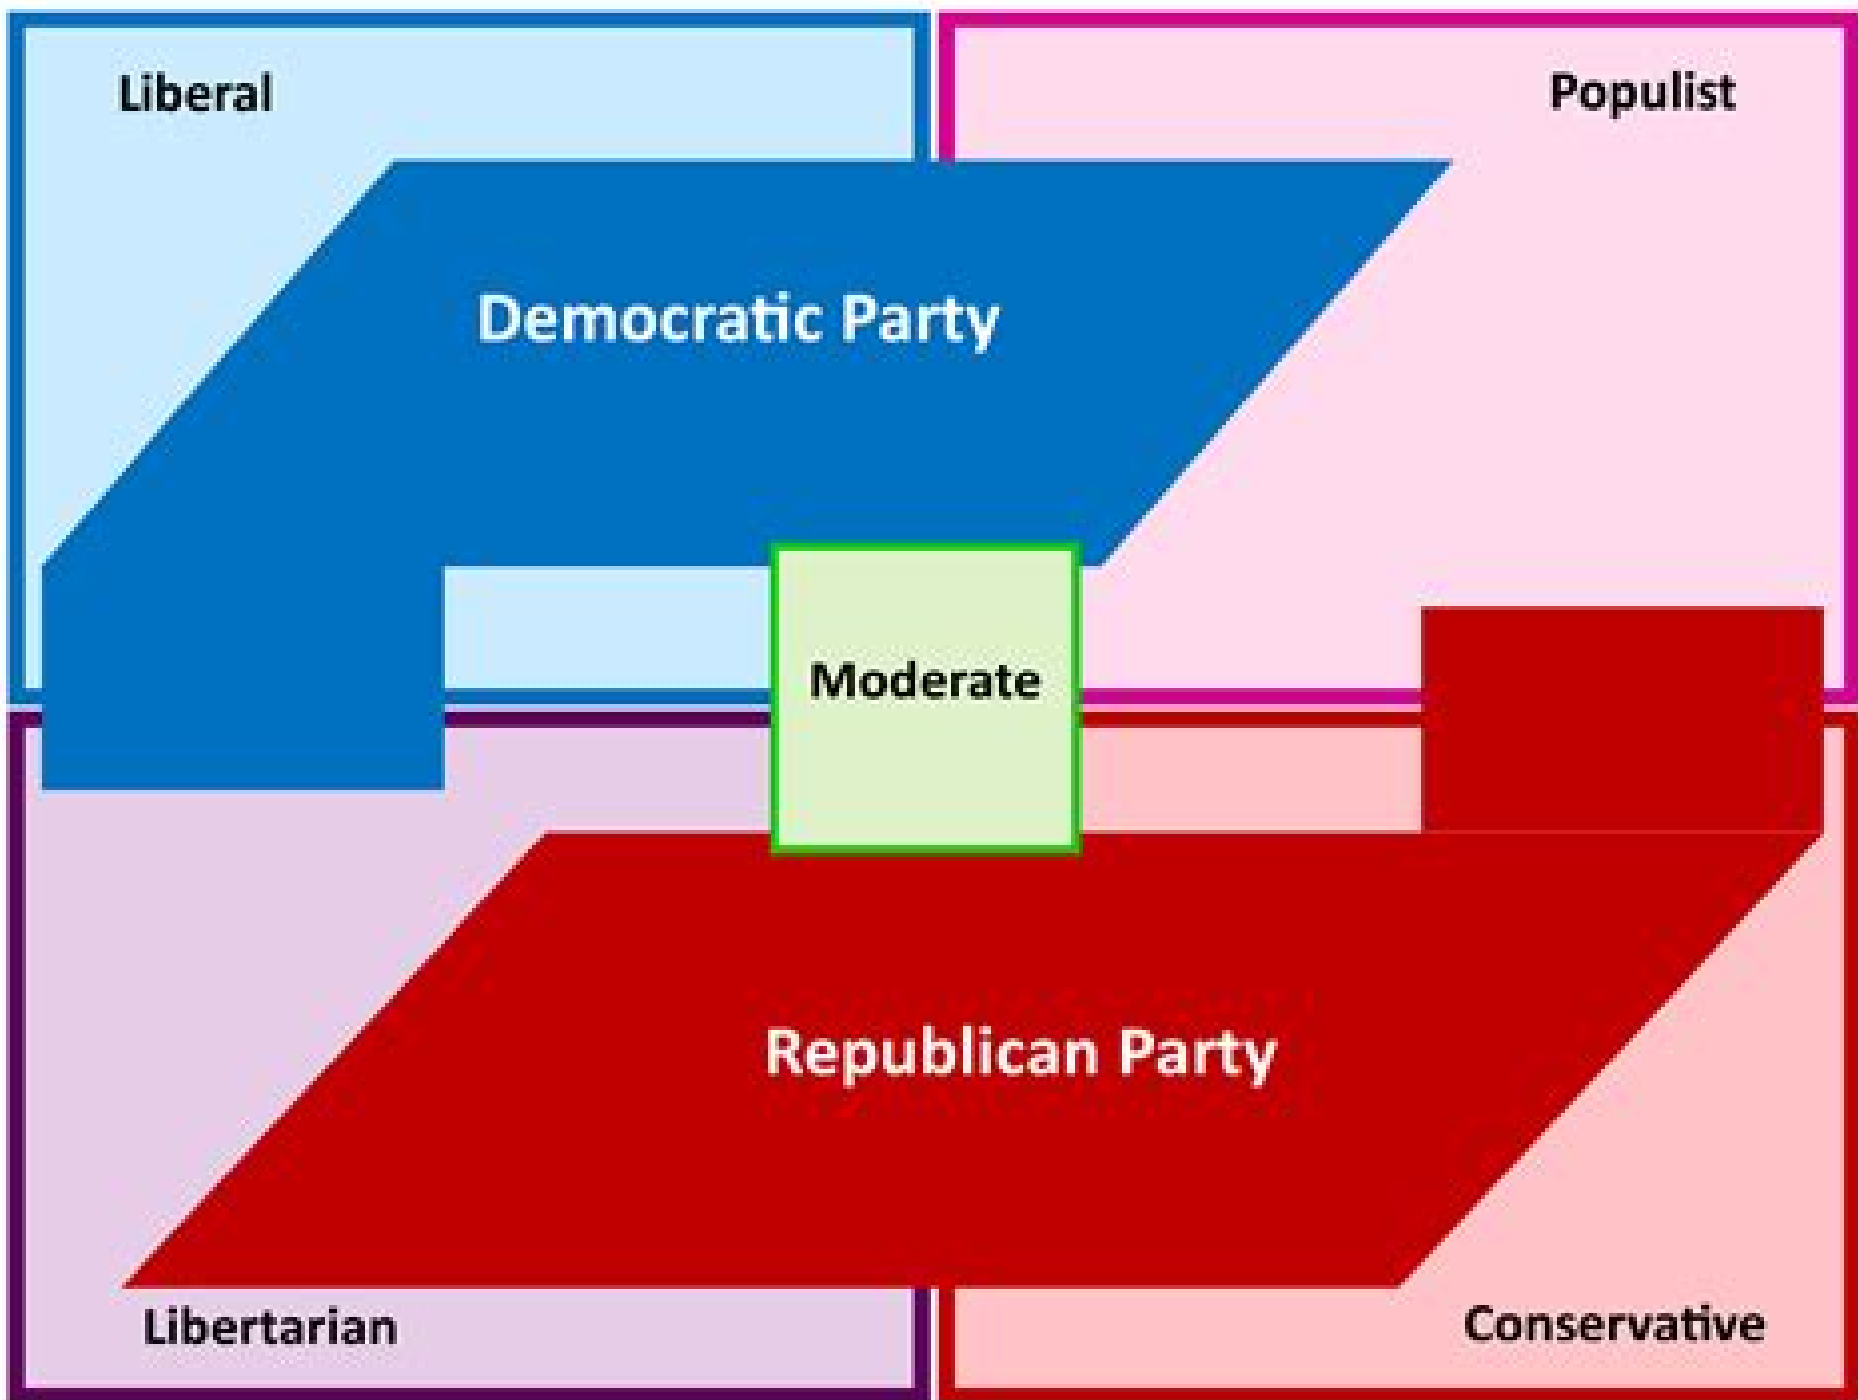 Liberal
Populist
Democratic Party
Moderate
Republican Party
Libertarian
Conservative